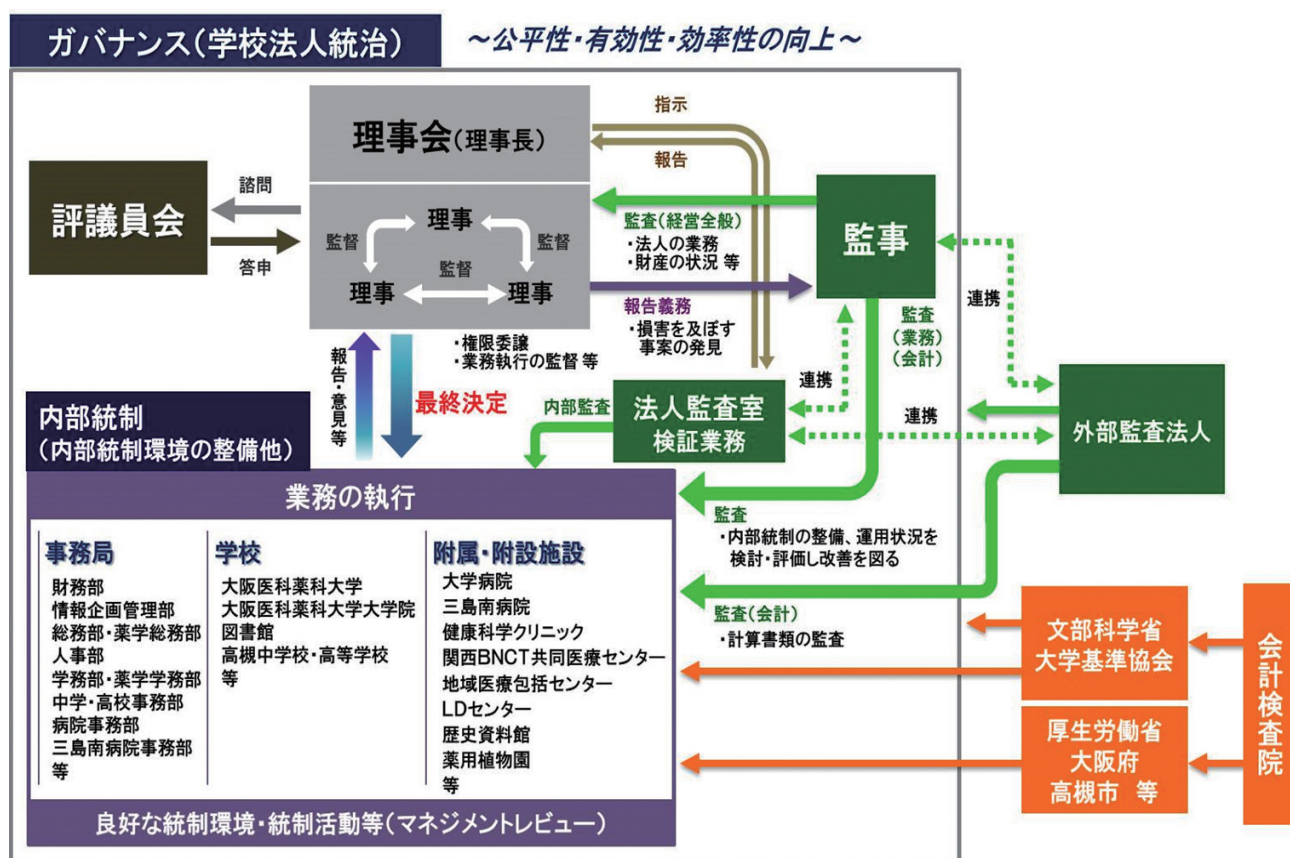 ガバナンス（学校法人統治）
～公平性・有効性・効率性の向上～
理事会（理事長）
指示
報告
評議員会
諮問
答申
理事
監督
監督
監督
理事
理事
監査（経営全般）
・法人の業務
・財産の状況 等
監事
報告義務
・損害を及ぼす
事案の発見
連携
監査
（業務）
（会計）
・権限委譲
・業務執行の監督 等
報告・意見等
最終決定
内部監査
法人監査室
検証業務
連携
連携
外部監査法人
内部統制
（内部統制環境の整備他）
業務の執行
事務局
財務部
情報企画管理部
総務部・薬学総務部
人事部
学務部・薬学学務部
中学・高校事務部
病院事務部
三島南病院事務部
等
学校
大阪医科薬科大学
大阪医科薬科大学大学院
図書館
高槻中学校・高等学校
等
附属・附設施設
大学病院
三島南病院
健康科学クリニック
関西BNCT共同医療センター
地域医療包括センター
LDセンター
歴史資料館
薬用植物園
等
監査
・内部統制の整備、運用状況を
検討・評価し改善を図る
監査（会計）
・計算書類の監査
文部科学省
大学基準協会
厚生労働省
大阪府
高槻市 等
会計検査院
良好な統制環境・統制活動等（マネジメントレビュー）